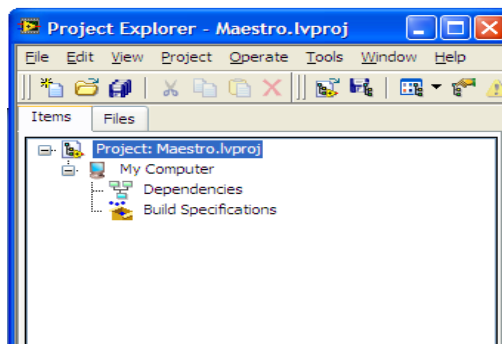 Project Explorer - Maestro.lvproj
File Edit View Project Operate Tools Window Help
Items Files
Project: Maestro.lvproj
My Computer
Dependencies
Build Specifications